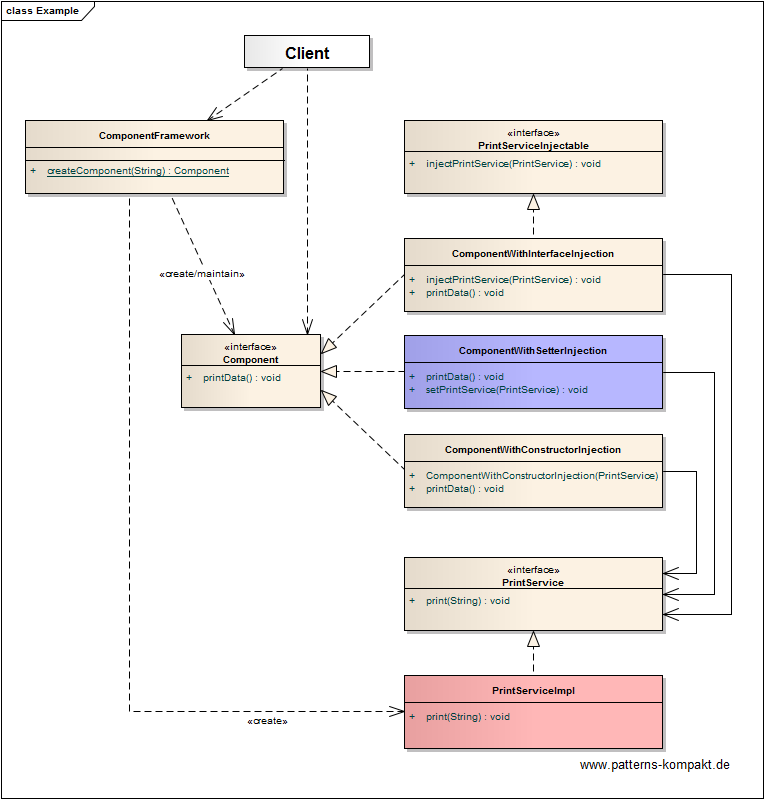 class Example
Client
ComponentFramework
+ createComponent(String) : Component
«interface»
PrintServiceInjectable
+ injectPrintService(PrintService) : void
ComponentWithInterfaceInjection
+ injectPrintService(PrintService) : void
+ printData() : void
«create/maintain»
«interface»
Component
+ printData() : void
ComponentWithSetterInjection
+ printData() : void
+ setPrintService(PrintService) : void
ComponentWithConstructorInjection
+ ComponentWithConstructorInjection(PrintService)
+ printData() : void
«interface»
PrintService
+ print(String) : void
PrintServiceImpl
+ print(String) : void
«create»
www.patterns-kompakt.de